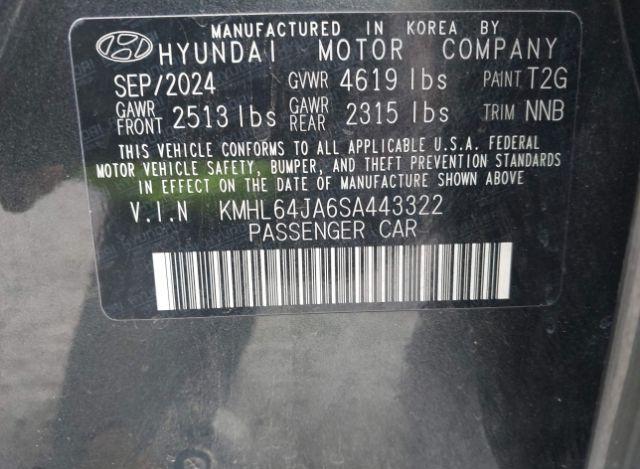 MANUFACTURED IN KOREA BY
HYUNDAI MOTOR COMPANY
SEP/2024 GVWR 4619 lbs PAINT T2G
GAWR FRONT 2513 lbs GAWR REAR 2315 lbs TRIM NNB
THIS VEHICLE CONFORMS TO ALL APPLICABLE U.S.A. FEDERAL
MOTOR VEHICLE SAFETY, BUMPER, AND THEFT PREVENTION STANDARDS
IN EFFECT ON THE DATE OF MANUFACTURE SHOWN ABOVE.
V.I.N KMHL64JA6SA443322
PASSENGER CAR